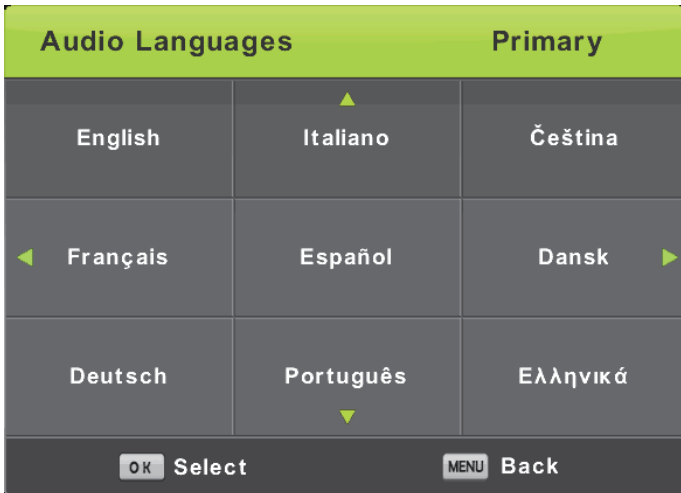 Audio Languages Primary
English Italiano Čeština
Français Español Dansk
Deutsch Português Ελληνικά
OK Select MENU Back